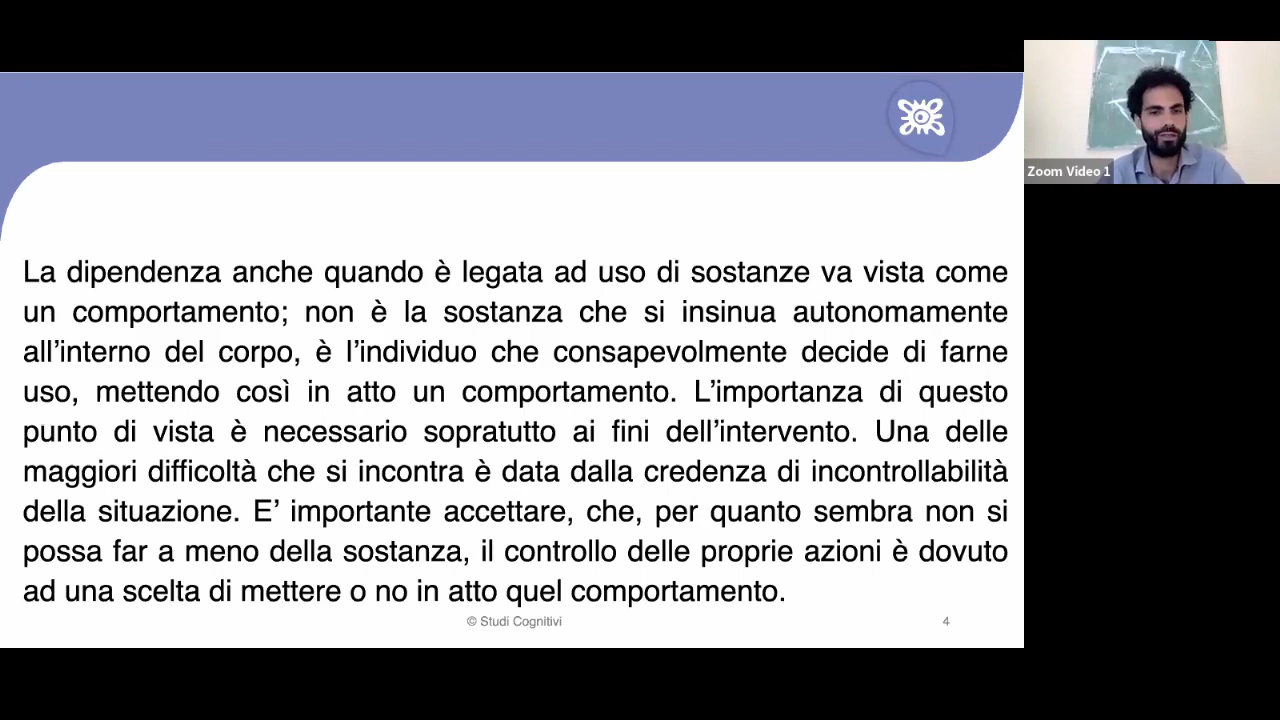 La dipendenza anche quando è legata ad uso di sostanze va vista come
un comportamento; non è la sostanza che si insinua autonomamente
all’interno del corpo, è l’individuo che consapevolmente decide di farne
uso, mettendo così in atto un comportamento. L’importanza di questo
punto di vista è necessario sopratutto ai fini dell’intervento. Una delle
maggiori difficoltà che si incontra è data dalla credenza di incontrollabilità
della situazione. E’ importante accettare, che, per quanto sembra non si
possa far a meno della sostanza, il controllo delle proprie azioni è dovuto
ad una scelta di mettere o no in atto quel comportamento.
© Studi Cognitivi
4
Zoom Video 1